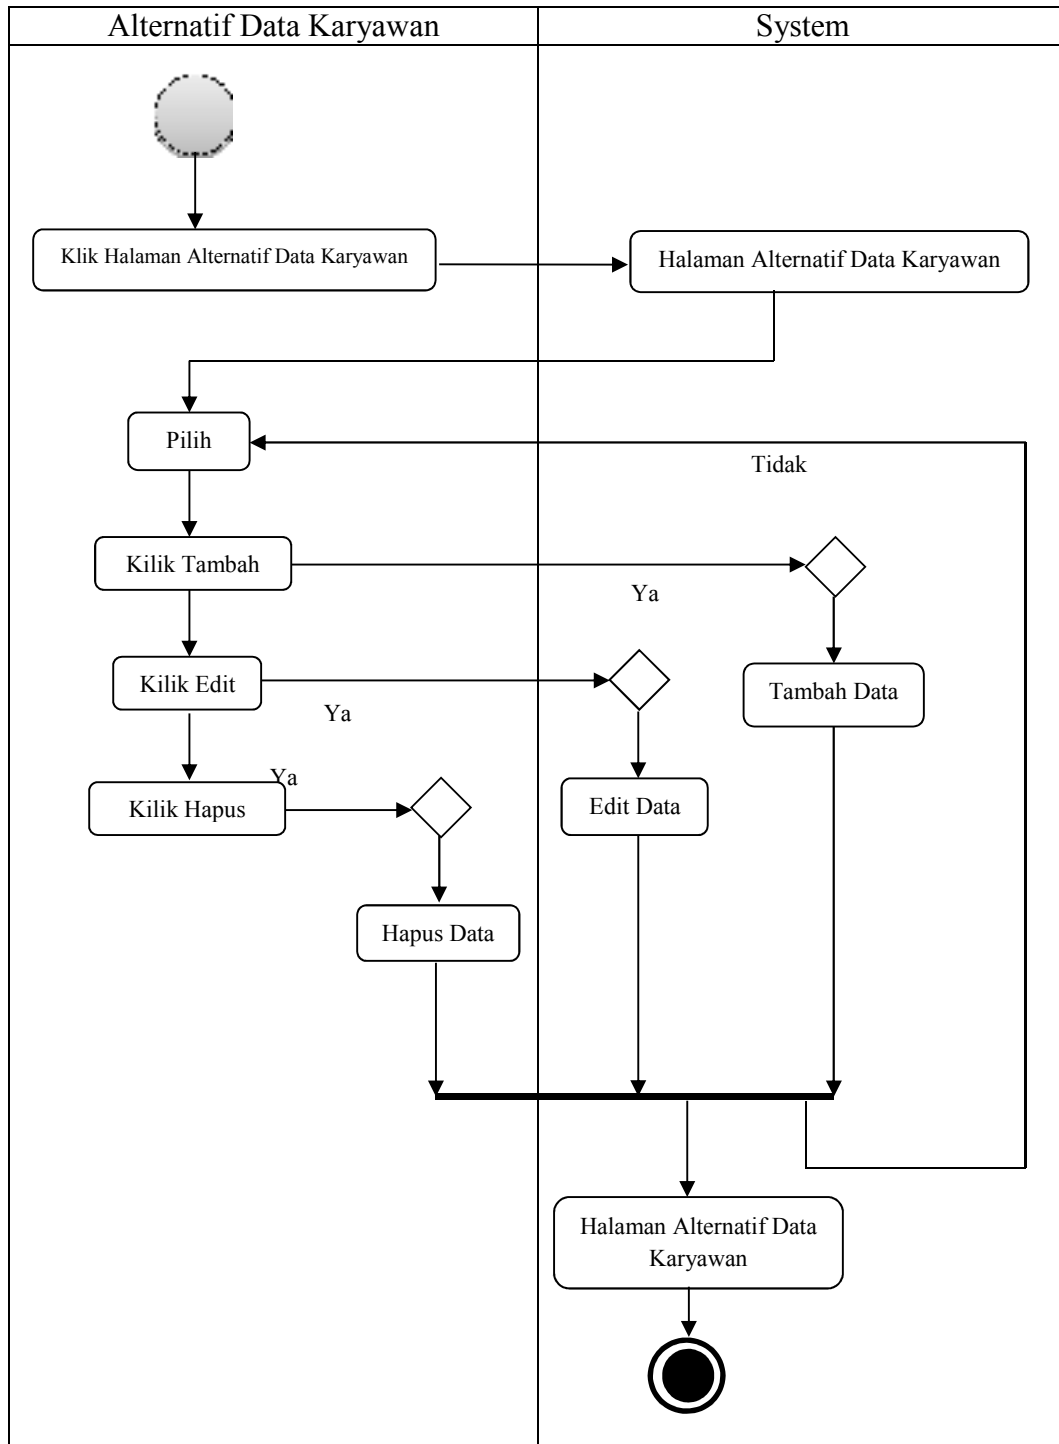 Alternatif Data Karyawan
System
Klik Halaman Alternatif Data Karyawan
Halaman Alternatif Data Karyawan
Pilih
Tidak
Kilik Tambah
Ya
Kilik Edit
Ya
Tambah Data
Ya
Kilik Hapus
Edit Data
Hapus Data
Halaman Alternatif Data
Karyawan